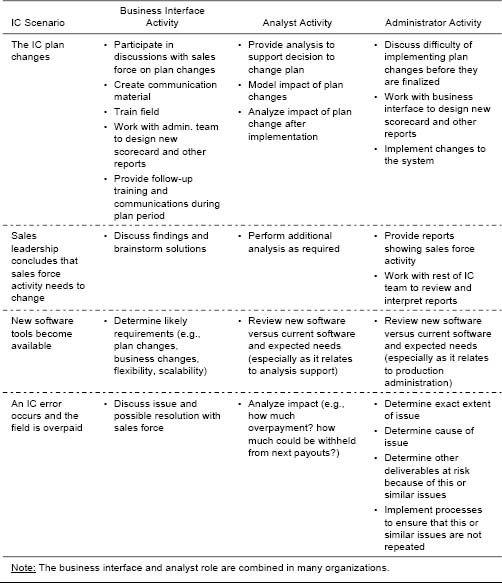 IC Scenario
Business Interface
Activity
Analyst Activity
Administrator Activity
The IC plan
changes
• Participate in
discussions with sales
force on plan changes
• Create communication
material
• Train field
• Work with admin. team
to design new
scorecard and other
reports
• Provide follow-up
training and
communications during
plan period
• Provide analysis to
support decision to
change plan
• Model impact of plan
changes
• Analyze impact of plan
change after
implementation
• Discuss difficulty of
implementing plan
changes before they
are finalized
• Work with business
interface to design new
scorecard and other
reports
• Implement changes to
the system
Sales
leadership
concludes that
sales force
activity needs to
change
• Discuss findings and
brainstorm solutions
• Perform additional
analysis as required
• Provide reports
showing sales force
activity
• Work with rest of IC
team to review and
interpret reports
New software
tools become
available
• Determine likely
requirements (e.g.,
plan changes,
business changes,
flexibility, scalability)
• Review new software
versus current software
and expected needs
(especially as it relates
to analysis support)
• Review new software
versus current software
and expected needs
(especially as it relates to
production
administration)
An IC error
occurs and the
field is overpaid
• Discuss issue and
possible resolution with
sales force
• Analyze impact (e.g.,
how much
overpayment? how
much could be withheld
from next payouts?)
• Determine exact extent
of issue
• Determine cause of
issue
• Determine other
deliverables at risk
because of this or
similar issues
• Implement processes
to ensure that this or
similar issues are not
repeated
Note: The business interface and analyst role are combined in many organizations.